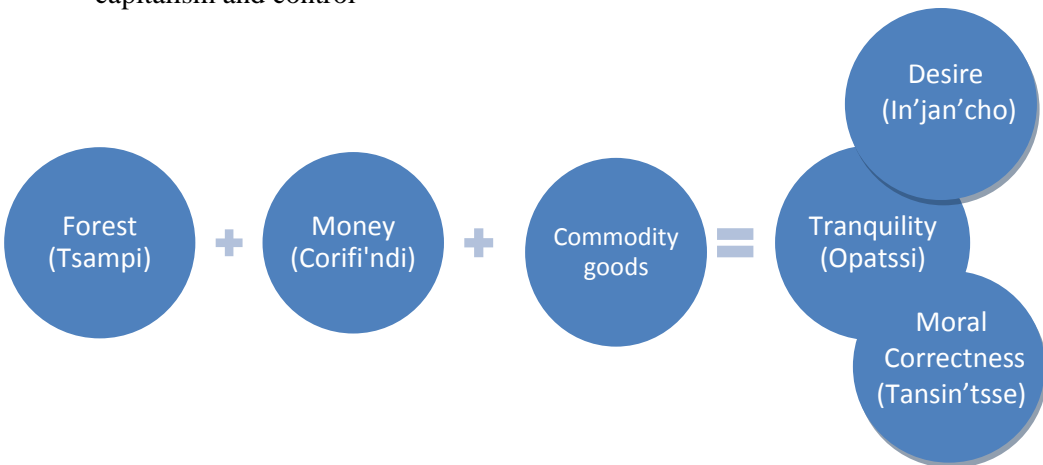 capitalism and control
Forest
(Tsampi)
+
Money
(Corifi'ndi)
+
Commodity
goods
=
Desire
(In’jan’cho)
Tranquility
(Opatssi)
Moral
Correctness
(Tansin’tsse)